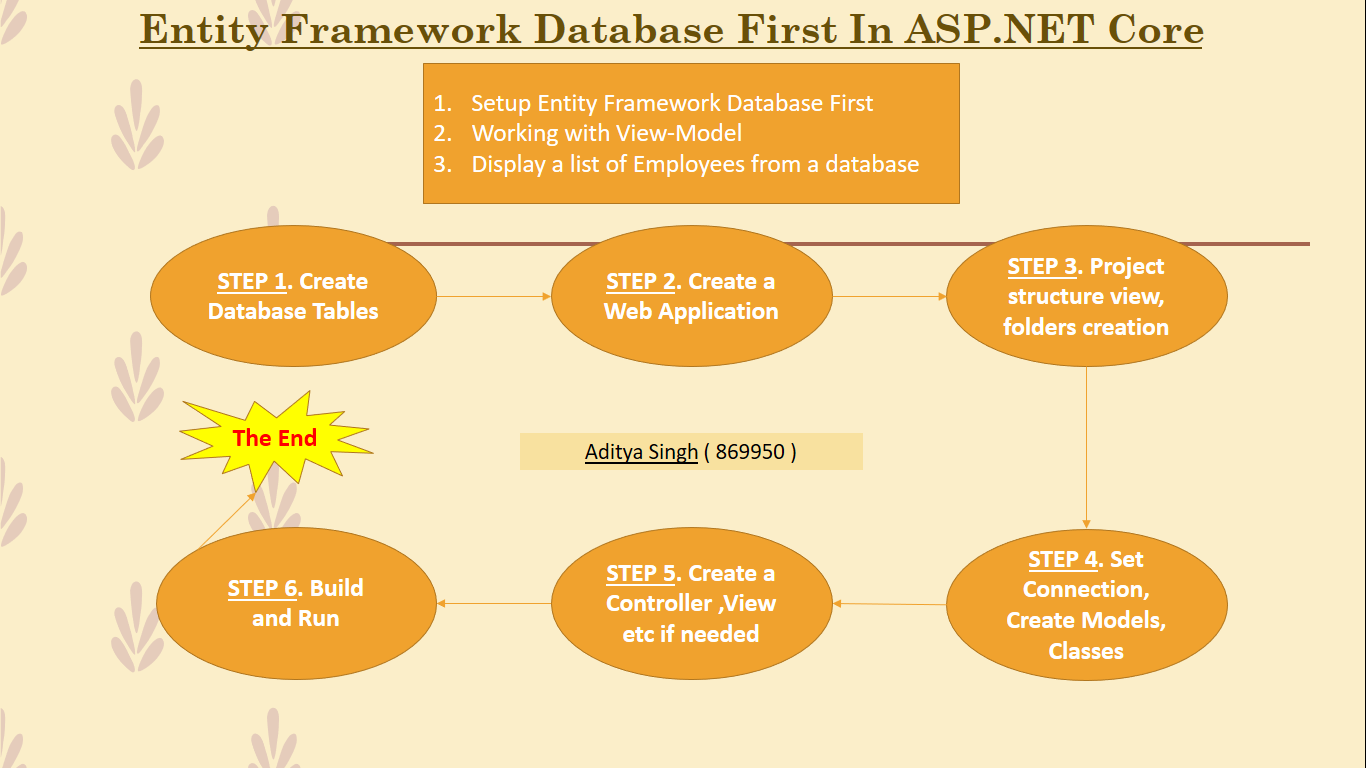 Entity Framework Database First In ASP.NET Core
1. Setup Entity Framework Database First
2. Working with View-Model
3. Display a list of Employees from a database
STEP 1. Create
Database Tables
STEP 2. Create a
Web Application
STEP 3. Project
structure view,
folders creation
STEP 4. Set
Connection,
Create Models,
Classes
STEP 5. Create a
Controller ,View
etc if needed
STEP 6. Build
and Run
The End
Aditya Singh ( 869950 )